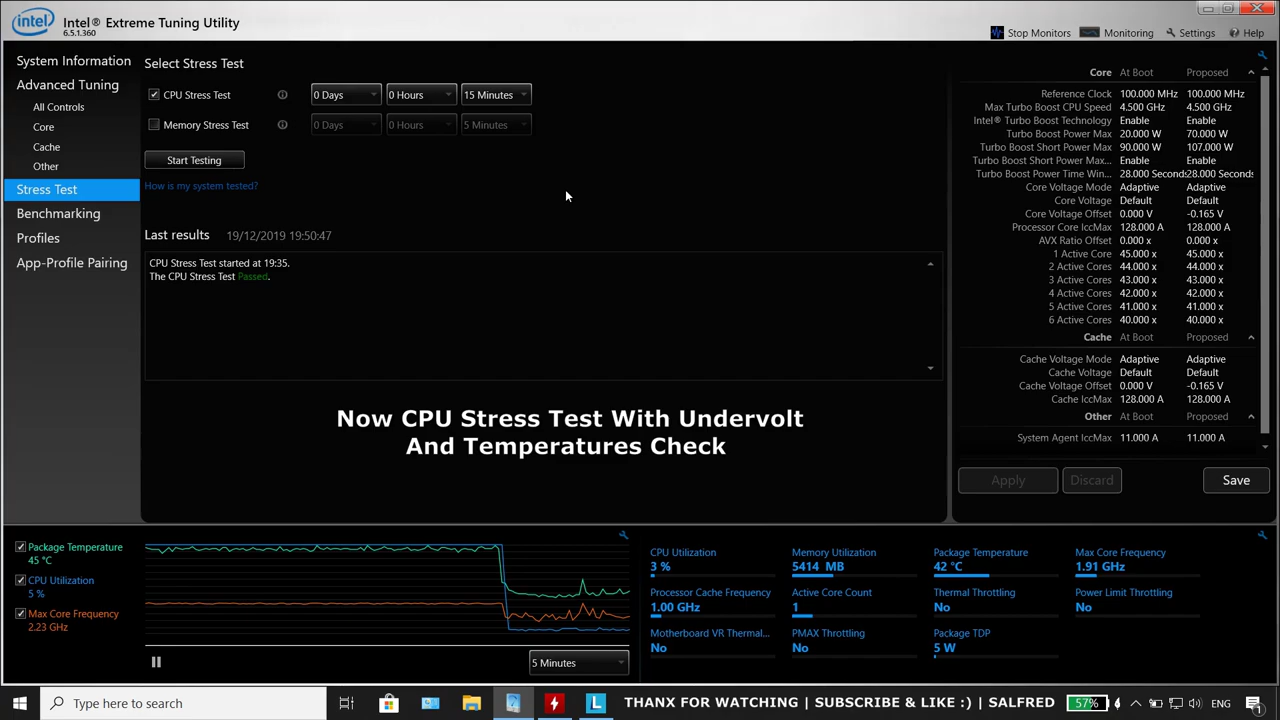 intel
Intel® Extreme Tuning Utility
6.5.1.360
Stop Monitors
Monitoring
Settings
Help
System Information
Advanced Tuning
All Controls
Core
Cache
Other
Stress Test
Benchmarking
Profiles
App-Profile Pairing
Select Stress Test
CPU Stress Test 0 Days 0 Hours 15 Minutes
Memory Stress Test 0 Days 0 Hours 5 Minutes
Start Testing
How is my system tested?
Last results 19/12/2019 19:50:47
CPU Stress Test started at 19:35.
The CPU Stress Test Passed.
Now CPU Stress Test With Undervolt
And Temperatures Check
Core At Boot Proposed
Reference Clock 100.000 MHz 100.000 MHz
Max Turbo Boost CPU Speed 4.500 GHz 4.500 GHz
Intel® Turbo Boost Technology Enable Enable
Turbo Boost Power Max 20.000 W 70.000 W
Turbo Boost Short Power Max 90.000 W 107.000 W
Turbo Boost Short Power Max... Enable Enable
Turbo Boost Power Time Win... 28.000 Seconds 28.000 Seconds
Core Voltage Mode Adaptive Adaptive
Core Voltage Default Default
Core Voltage Offset 0.000 V -0.165 V
Processor Core IccMax 128.000 A 128.000 A
AVX Ratio Offset 0.000 x 0.000 x
1 Active Core 45.000 x 45.000 x
2 Active Cores 44.000 x 44.000 x
3 Active Cores 43.000 x 43.000 x
4 Active Cores 42.000 x 42.000 x
5 Active Cores 41.000 x 41.000 x
6 Active Cores 40.000 x 40.000 x
Cache At Boot Proposed
Cache Voltage Mode Adaptive Adaptive
Cache Voltage Default Default
Cache Voltage Offset 0.000 V -0.165 V
Cache IccMax 128.000 A 128.000 A
Other At Boot Proposed
System Agent IccMax 11.000 A 11.000 A
Apply
Discard
Save
Package Temperature
45 °C
CPU Utilization
5 %
Max Core Frequency
2.23 GHz
5 Minutes
CPU Utilization
3 %
Memory Utilization
5414 MB
Package Temperature
42 °C
Max Core Frequency
1.91 GHz
Processor Cache Frequency
1.00 GHz
Active Core Count
1
Thermal Throttling
No
Power Limit Throttling
No
Motherboard VR Thermal...
No
PMAX Throttling
No
Package TDP
5 W
Type here to search
L
THANX FOR WATCHING | SUBSCRIBE & LIKE :) | SALFRED
57%
ENG
1